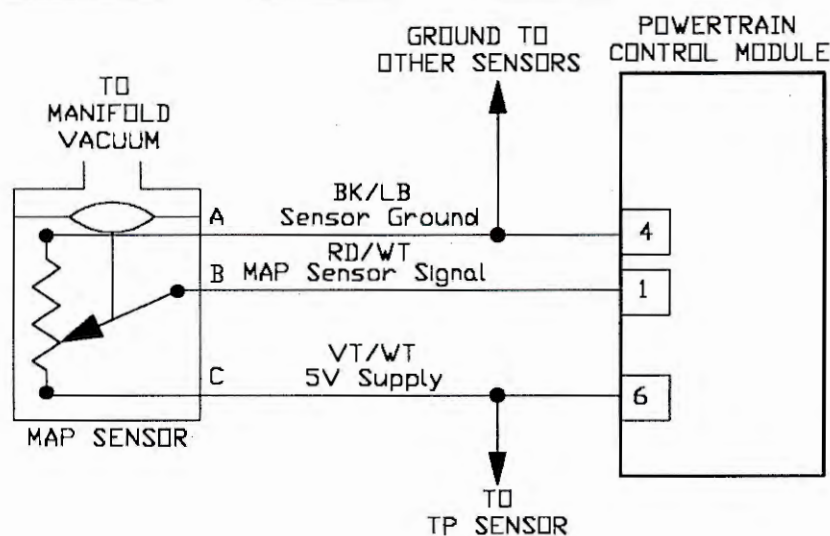 GROUND TO
OTHER SENSORS
POWERTRAIN
CONTROL MODULE
TO
MANIFOLD
VACUUM
A
BK/LB
Sensor Ground
4
B
RD/WT
MAP Sensor Signal
1
C
VT/WT
5V Supply
6
MAP SENSOR
TO
TP SENSOR